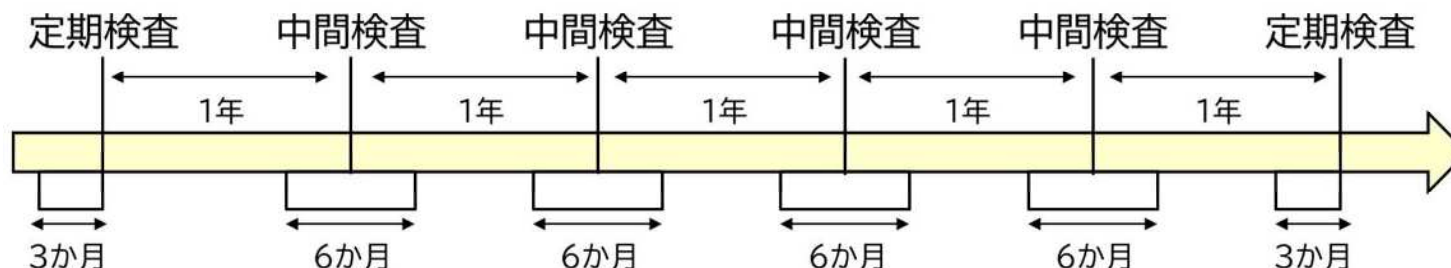 定期検査 中間検査 中間検査 中間検査 中間検査 定期検査
1年 1年 1年 1年 1年
3か月 6か月 6か月 6か月 6か月 3か月